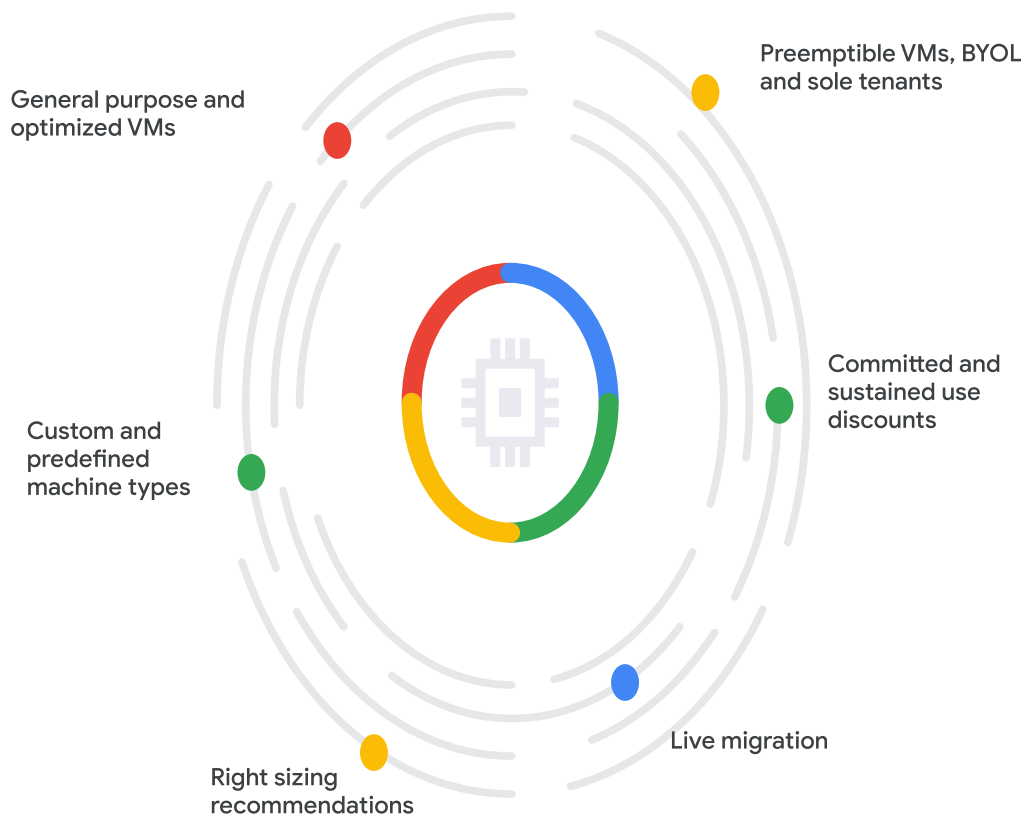 Preemptible VMs, BYOL
and sole tenants
General purpose and
optimized VMs
Committed and
sustained use
discounts
Custom and
predefined
machine types
Live migration
Right sizing
recommendations